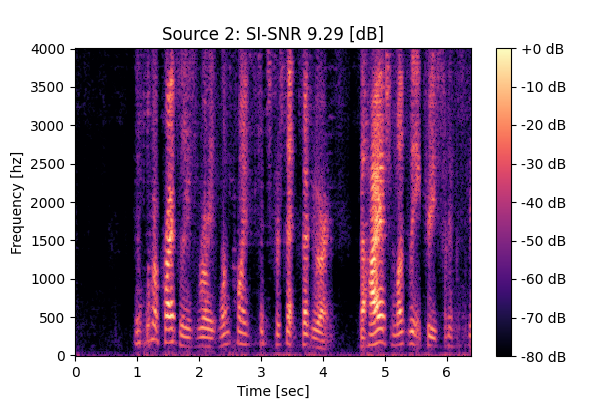 Source 2: SI-SNR 9.29 [dB]
4000
3500
3000
2500
2000
1500
1000
500
0
Frequency [hz]
0 1 2 3 4 5 6
Time [sec]
+0 dB
-10 dB
-20 dB
-30 dB
-40 dB
-50 dB
-60 dB
-70 dB
-80 dB